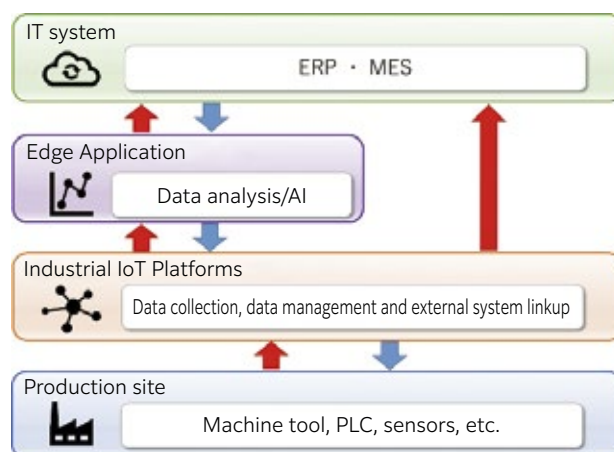 IT system
ERP・MES
Edge Application
Data analysis/AI
Industrial IoT Platforms
Data collection, data management and external system linkup
Production site
Machine tool, PLC, sensors, etc.